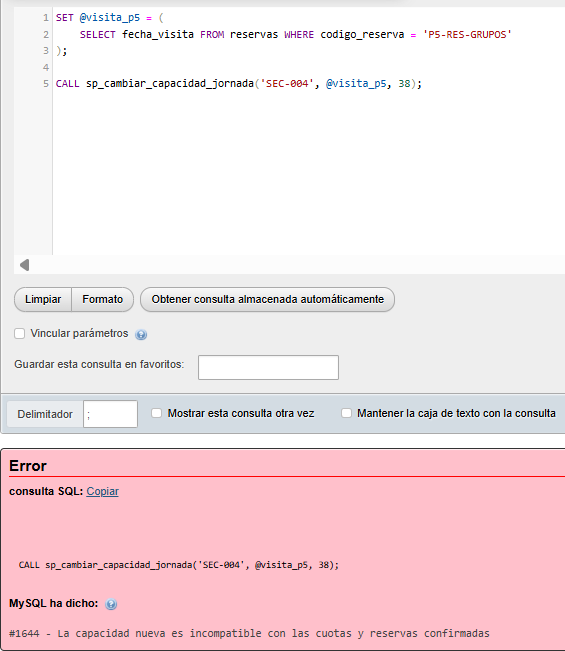 1 SET @visita_p5 = (
2 SELECT fecha_visita FROM reservas WHERE codigo_reserva = 'P5-RES-GRUPOS'
3 );
4
5 CALL sp_cambiar_capacidad_jornada('SEC-004', @visita_p5, 38);
Limpiar Formato Obtener consulta almacenada automáticamente
Vincular parámetros
Guardar esta consulta en favoritos:
Delimitador ; Mostrar esta consulta otra vez Mantener la caja de texto con la consulta
Error
consulta SQL: Copiar
CALL sp_cambiar_capacidad_jornada('SEC-004', @visita_p5, 38);
MySQL ha dicho:
#1644 - La capacidad nueva es incompatible con las cuotas y reservas confirmadas